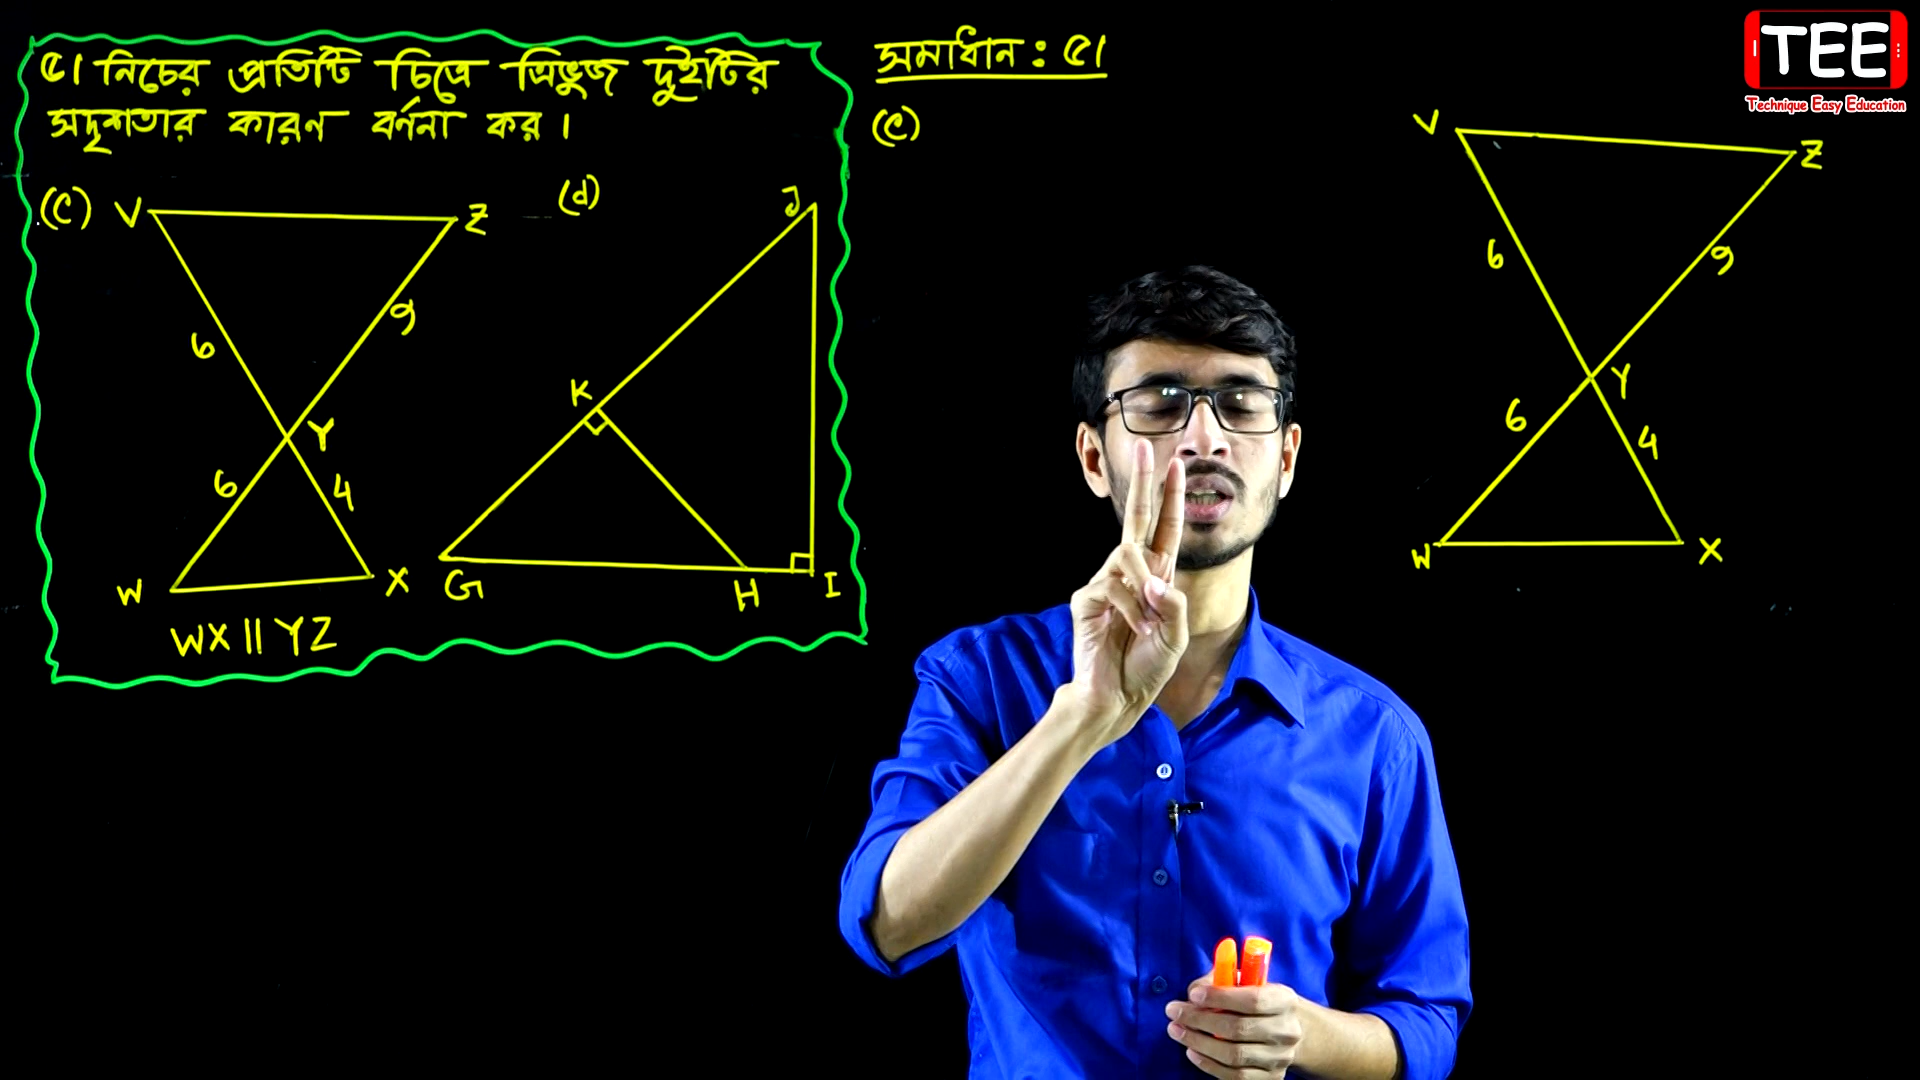 ৫। নিচের প্রতিটি চিত্রে ত্রিভুজ দুইটির
সদৃশতার কারণ বর্ণনা কর।
(c)
V
Z
6
9
Y
6
4
W
X
WX || YZ
(d)
J
K
G
H
I
সমাধান : ৫।
(c)
V
Z
6
9
Y
6
4
W
X
TEE
Technique Easy Education